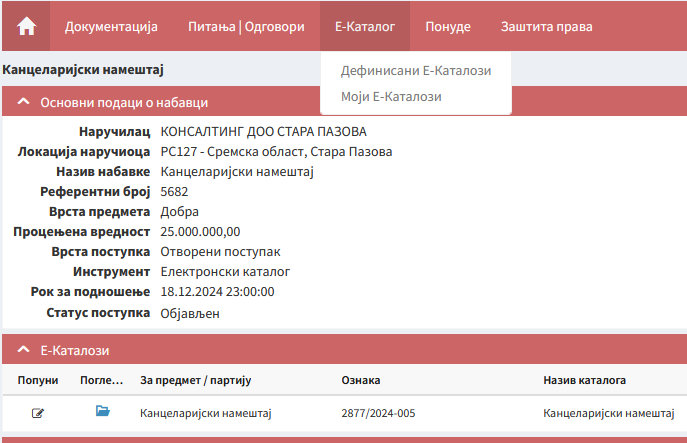 Документација Питања | Одговори Е-Каталог Понуде Заштита права
Канцеларијски намештај
Дефинисани Е-Каталози
Моји Е-Каталози
Основни подаци о набавци
Наручилац КОНСАЛТИНГ ДОО СТАРА ПАЗОВА
Локација наручиоца РС127 - Сремска област, Стара Пазова
Назив набавке Канцеларијски намештај
Референтни број 5682
Врста предмета Добра
Процењена вредност 25.000.000,00
Врста поступка Отворени поступак
Инструмент Електронски каталог
Рок за подношење 18.12.2024 23:00:00
Статус поступка Објављен
Е-Каталози
Попуни Погле... За предмет / партију Ознака Назив каталога
Канцеларијски намештај 2877/2024-005 Канцеларијски намештај